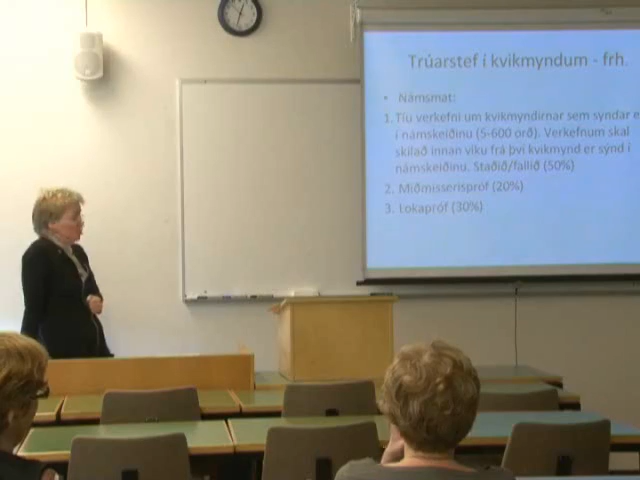 Trúarstef í kvikmyndum - frh.
• Námsmat:
1. Tíu verkefni um kvikmyndirnar sem sýndar e
í námskeiðinu (5-600 orð). Verkefnum skal
skilað innan viku frá því kvikmynd er sýnd í
námskeiðinu. Staðið/fallið (50%)
2. Miðmisserispróf (20%)
3. Lokapróf (30%)